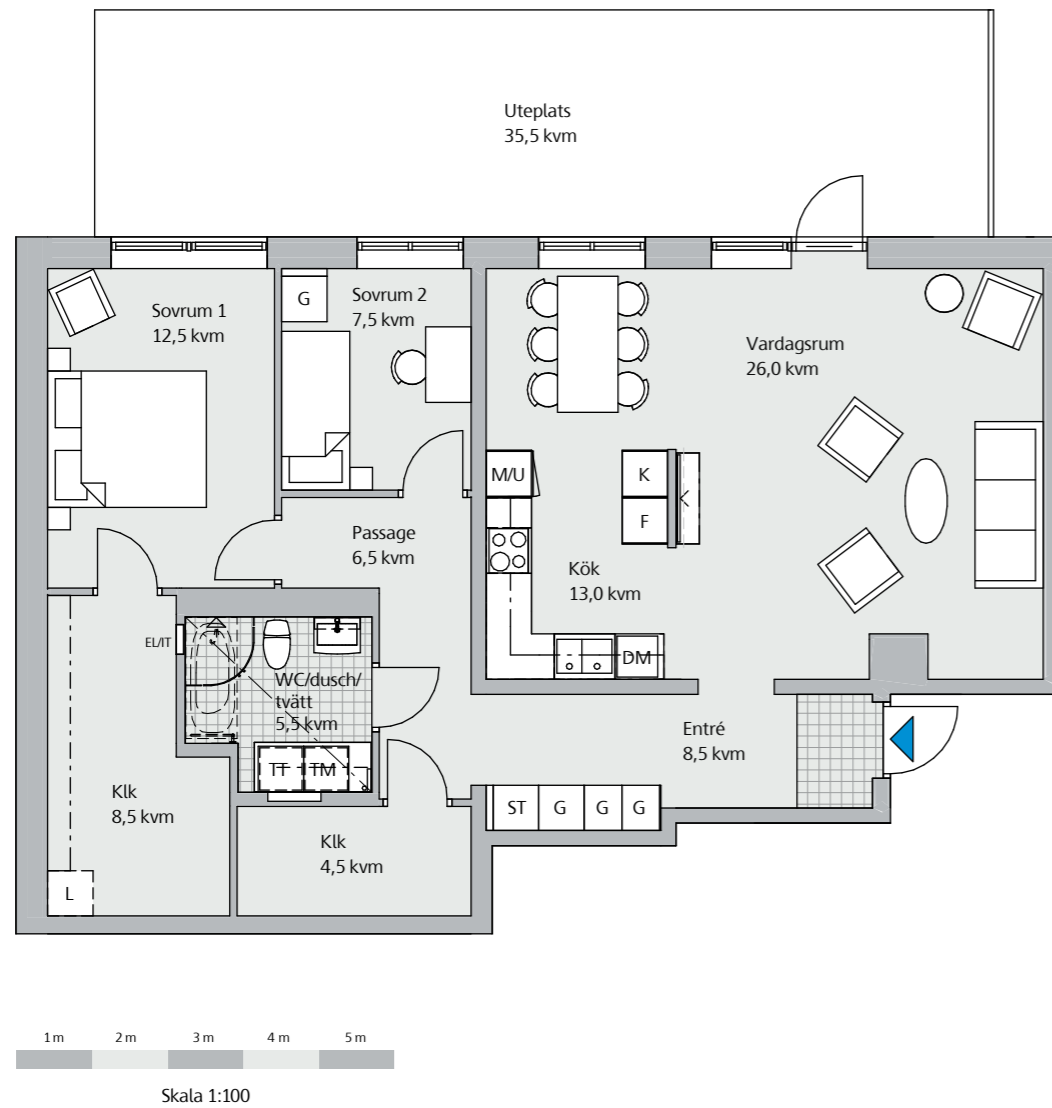 Uteplats
35,5 kvm
Sovrum 1
12,5 kvm
G
Sovrum 2
7,5 kvm
Vardagsrum
26,0 kvm
M/U
K
F
Passage
6,5 kvm
Kök
13,0 kvm
EL/IT
DM
WC/dusch/
tvätt
5,5 kvm
Entré
8,5 kvm
TT
TM
Klk
8,5 kvm
ST
G
G
G
Klk
4,5 kvm
L
1 m
2 m
3 m
4 m
5 m
Skala 1:100